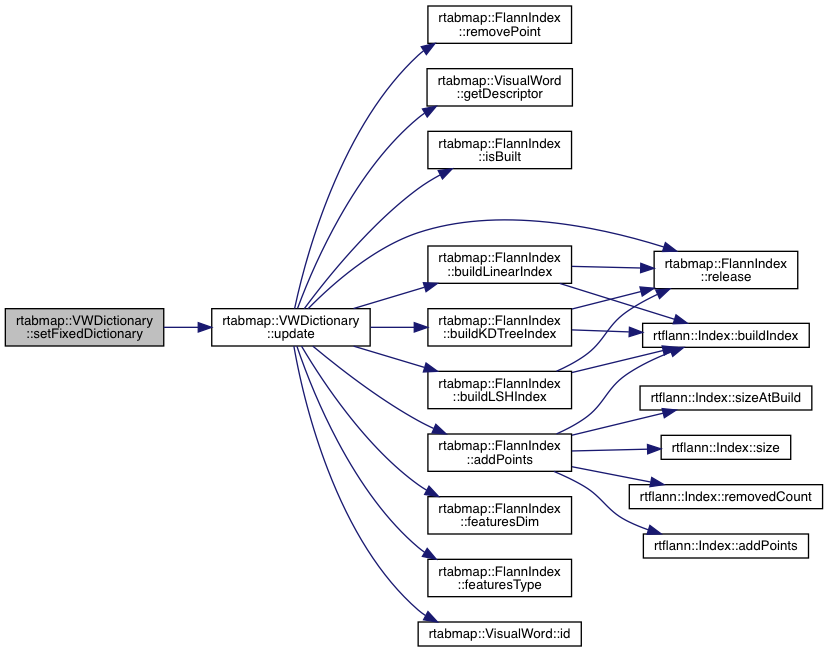 rtabmap::VWDictionary
::setFixedDictionary
rtabmap::VWDictionary
::update
rtabmap::FlannIndex
::removePoint
rtabmap::VisualWord
::getDescriptor
rtabmap::FlannIndex
::isBuilt
rtabmap::FlannIndex
::buildLinearIndex
rtabmap::FlannIndex
::buildKDTreeIndex
rtabmap::FlannIndex
::buildLSHIndex
rtabmap::FlannIndex
::addPoints
rtabmap::FlannIndex
::featuresDim
rtabmap::FlannIndex
::featuresType
rtabmap::VisualWord::id
rtabmap::FlannIndex
::release
rtflann::Index::buildIndex
rtflann::Index::sizeAtBuild
rtflann::Index::size
rtflann::Index::removedCount
rtflann::Index::addPoints